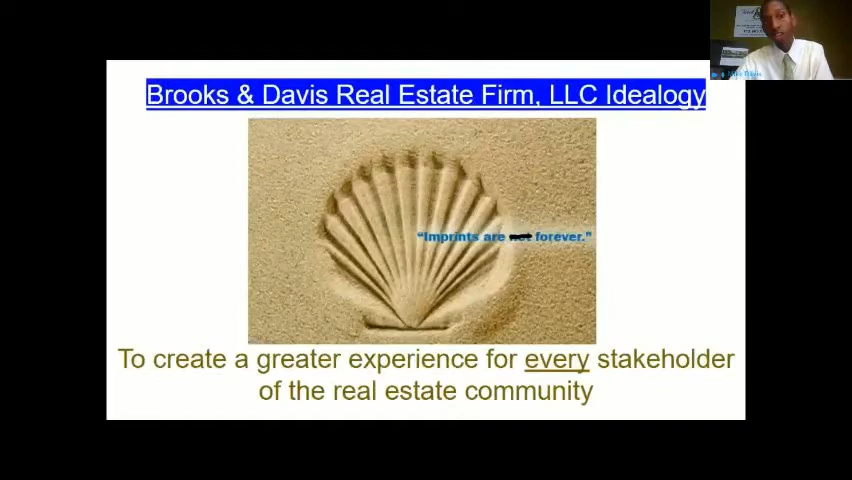 Brooks & Davis Real Estate Firm, LLC Idealogy
"Imprints are not forever."
To create a greater experience for every stakeholder
of the real estate community